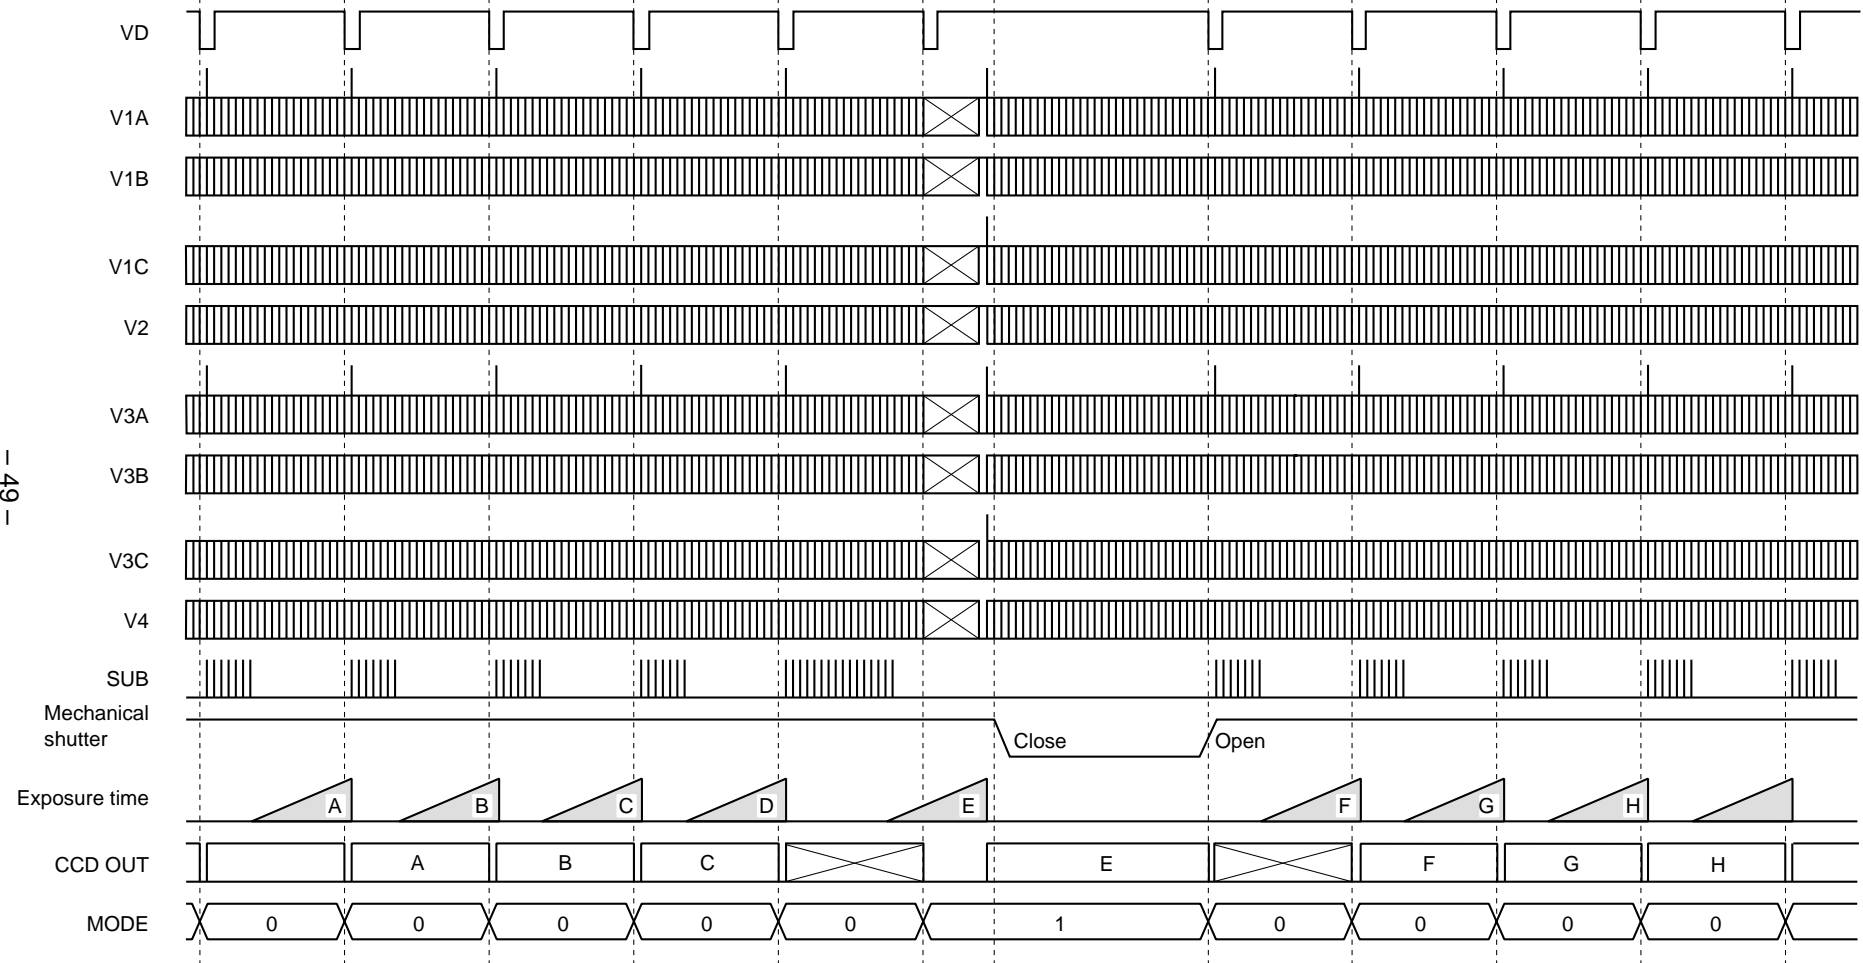 VD
V1A
V1B
V1C
V2
V3A
– 49 –
V3B
V3C
V4
SUB
Mechanical
shutter
Close
Open
Exposure time
A
B
C
D
E
F
G
H
CCD OUT
A
B
C
E
F
G
H
MODE
0
0
0
0
0
1
0
0
0
0